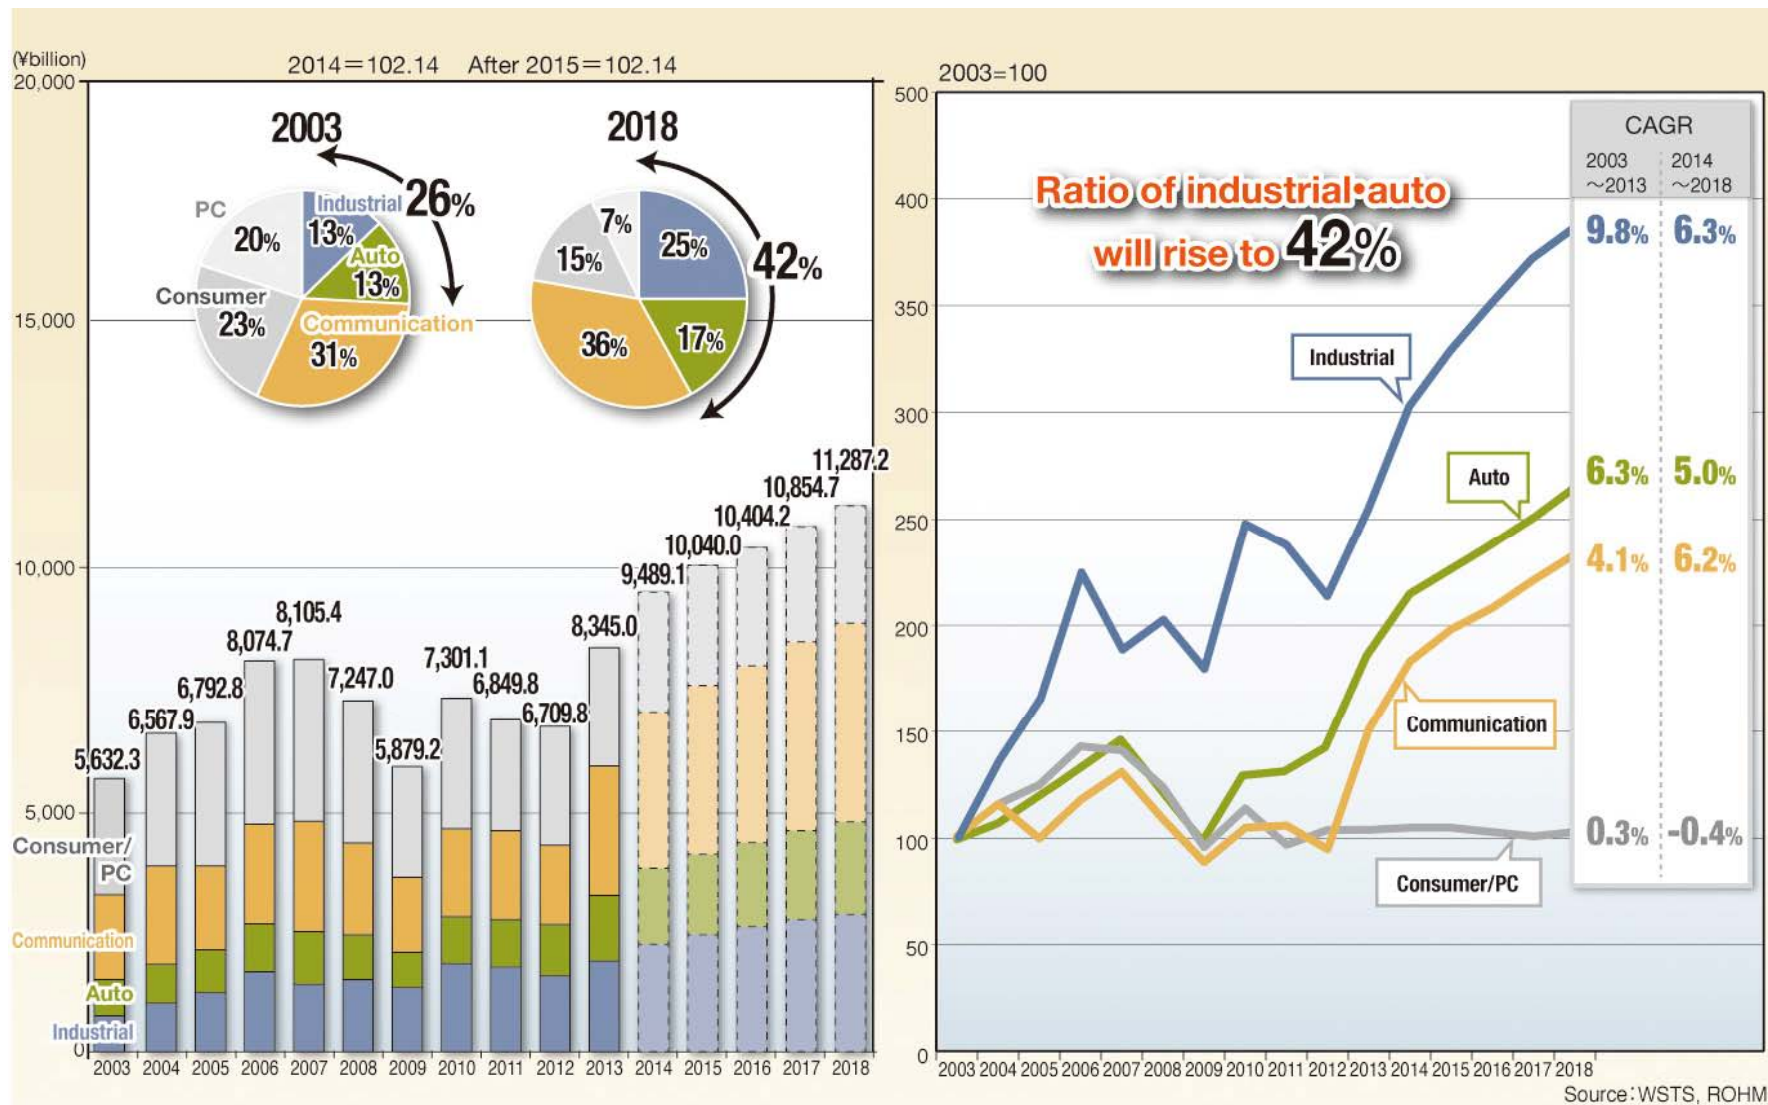 (¥billion)
2014＝102.14 After 2015＝102.14
20,000
15,000
10,000
5,000
0
2003
26%
PC
20%
Industrial
13%
Auto
13%
Consumer
23%
Communication
31%
2018
42%
7%
25%
15%
36%
17%
5,632.3
6,567.9
6,792.8
8,074.7
8,105.4
7,247.0
5,879.2
7,301.1
6,849.8
6,709.8
8,345.0
9,489.1
10,040.0
10,404.2
10,854.7
11,287.2
Consumer/
PC
Communication
Auto
Industrial
2003 2004 2005 2006 2007 2008 2009 2010 2011 2012 2013 2014 2015 2016 2017 2018
2003=100
500
400
350
300
250
200
150
100
50
0
Ratio of industrial•auto
will rise to 42%
Industrial
Auto
Communication
Consumer/PC
CAGR
2003 2014
～2013 ～2018
9.8% 6.3%
6.3% 5.0%
4.1% 6.2%
0.3% -0.4%
2003 2004 2005 2006 2007 2008 2009 2010 2011 2012 2013 2014 2015 2016 2017 2018
Source：WSTS, ROHM